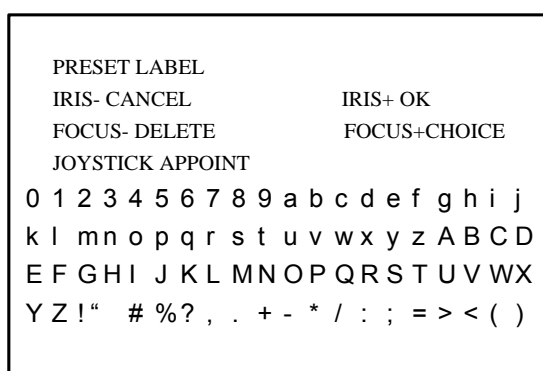 PRESET LABEL
IRIS- CANCEL IRIS+ OK
FOCUS- DELETE FOCUS+CHOICE
JOYSTICK APPOINT
0 1 2 3 4 5 6 7 8 9 a b c d e f g h i j
k l m n o p q r s t u v w x y z A B C D
E F G H I J K L M N O P Q R S T U V W X
Y Z ! “ # % ? , . + - * / : ; = > < ( )